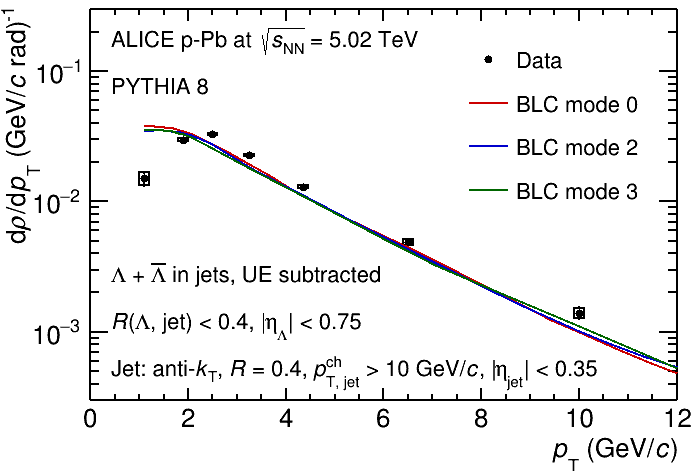 ALICE p-Pb at √s_NN = 5.02 TeV
PYTHIA 8
Data
BLC mode 0
BLC mode 2
BLC mode 3
Λ + Λ̅ in jets, UE subtracted
R(Λ, jet) < 0.4, |η_Λ| < 0.75
Jet: anti-k_T, R = 0.4, p_T, jet^ch > 10 GeV/c, |η_jet| < 0.35
dρ/dp_T (GeV/c rad)^-1
10^-1
10^-2
10^-3
0 2 4 6 8 10 12
p_T (GeV/c)